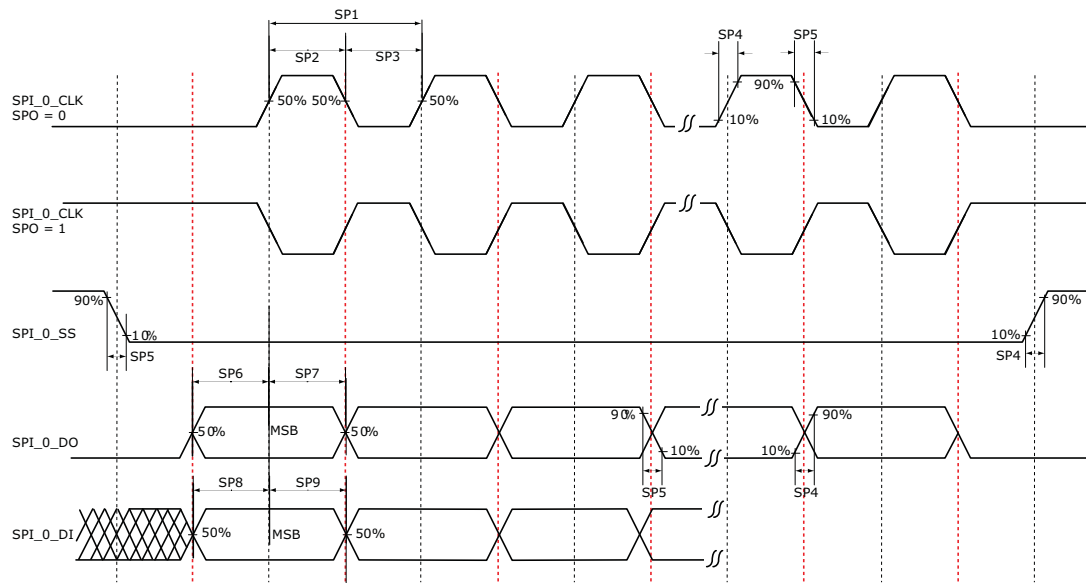 SP1
SP2 SP3
SP4 SP5
SPI_0_CLK
SPO = 0
50% 50% 50% 10% 90% 10%
SPI_0_CLK
SPO = 1
SPI_0_SS
90% 10% SP5
10% 90% SP4
SP6 SP7
SPI_0_DO
50% MSB 50% 90% 10% SP5 10% 90% SP4
SP8 SP9
SPI_0_DI
50% MSB 50%